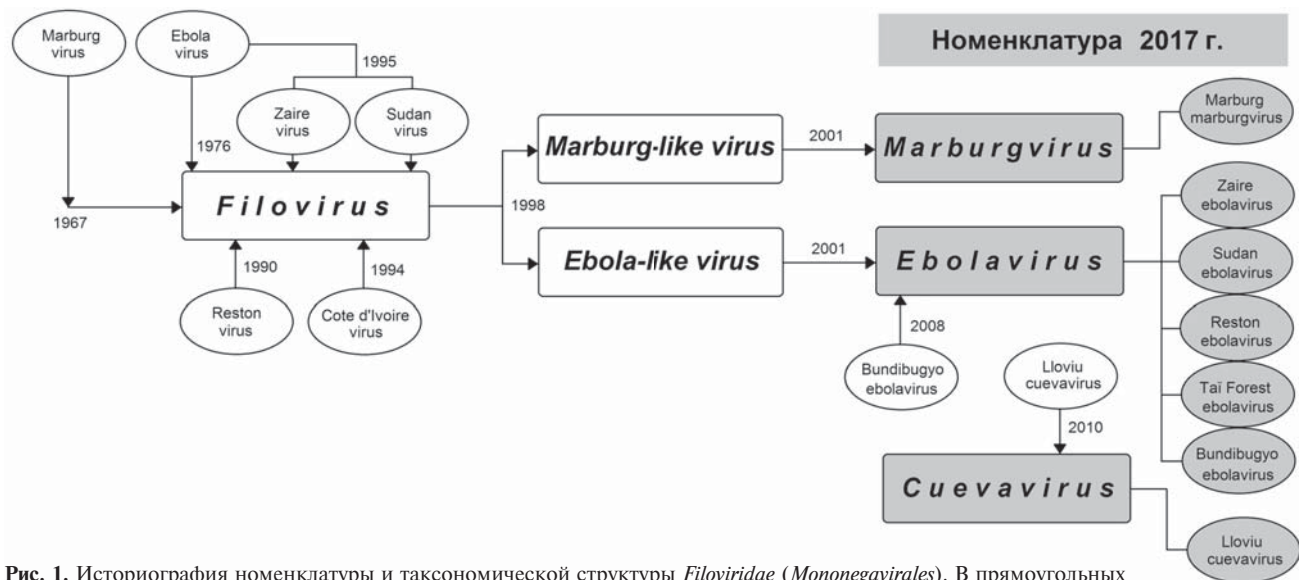 Marburg
virus
Ebola
virus
1995
Номенклатура 2017 г.
Zaire
virus
Sudan
virus
Marburg
marburgvirus
1976
Marburg-like virus
2001
Marburgvirus
1967
Filovirus
1998
Zaire
ebolavirus
Ebola-like virus
2001
Ebolavirus
Sudan
ebolavirus
1990
1994
Reston
virus
Cote d'Ivoire
virus
2008
Reston
ebolavirus
Bundibugyo
ebolavirus
Lloviu
cuevavirus
Taï Forest
ebolavirus
2010
Bundibugyo
ebolavirus
Cuevavirus
Lloviu
cuevavirus
Рис. 1. Историография номенклатуры и таксономической структуры Filoviridae (Mononegavirales). В прямоугольных